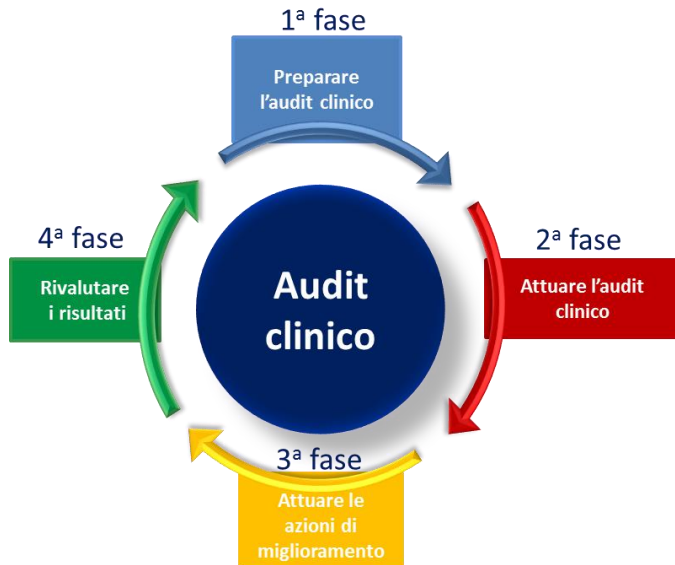 1ª fase
Preparare
l'audit clinico
2ª fase
Attuare l'audit
clinico
Audit
clinico
4ª fase
Rivalutare
i risultati
3ª fase
Attuare le
azioni di
miglioramento